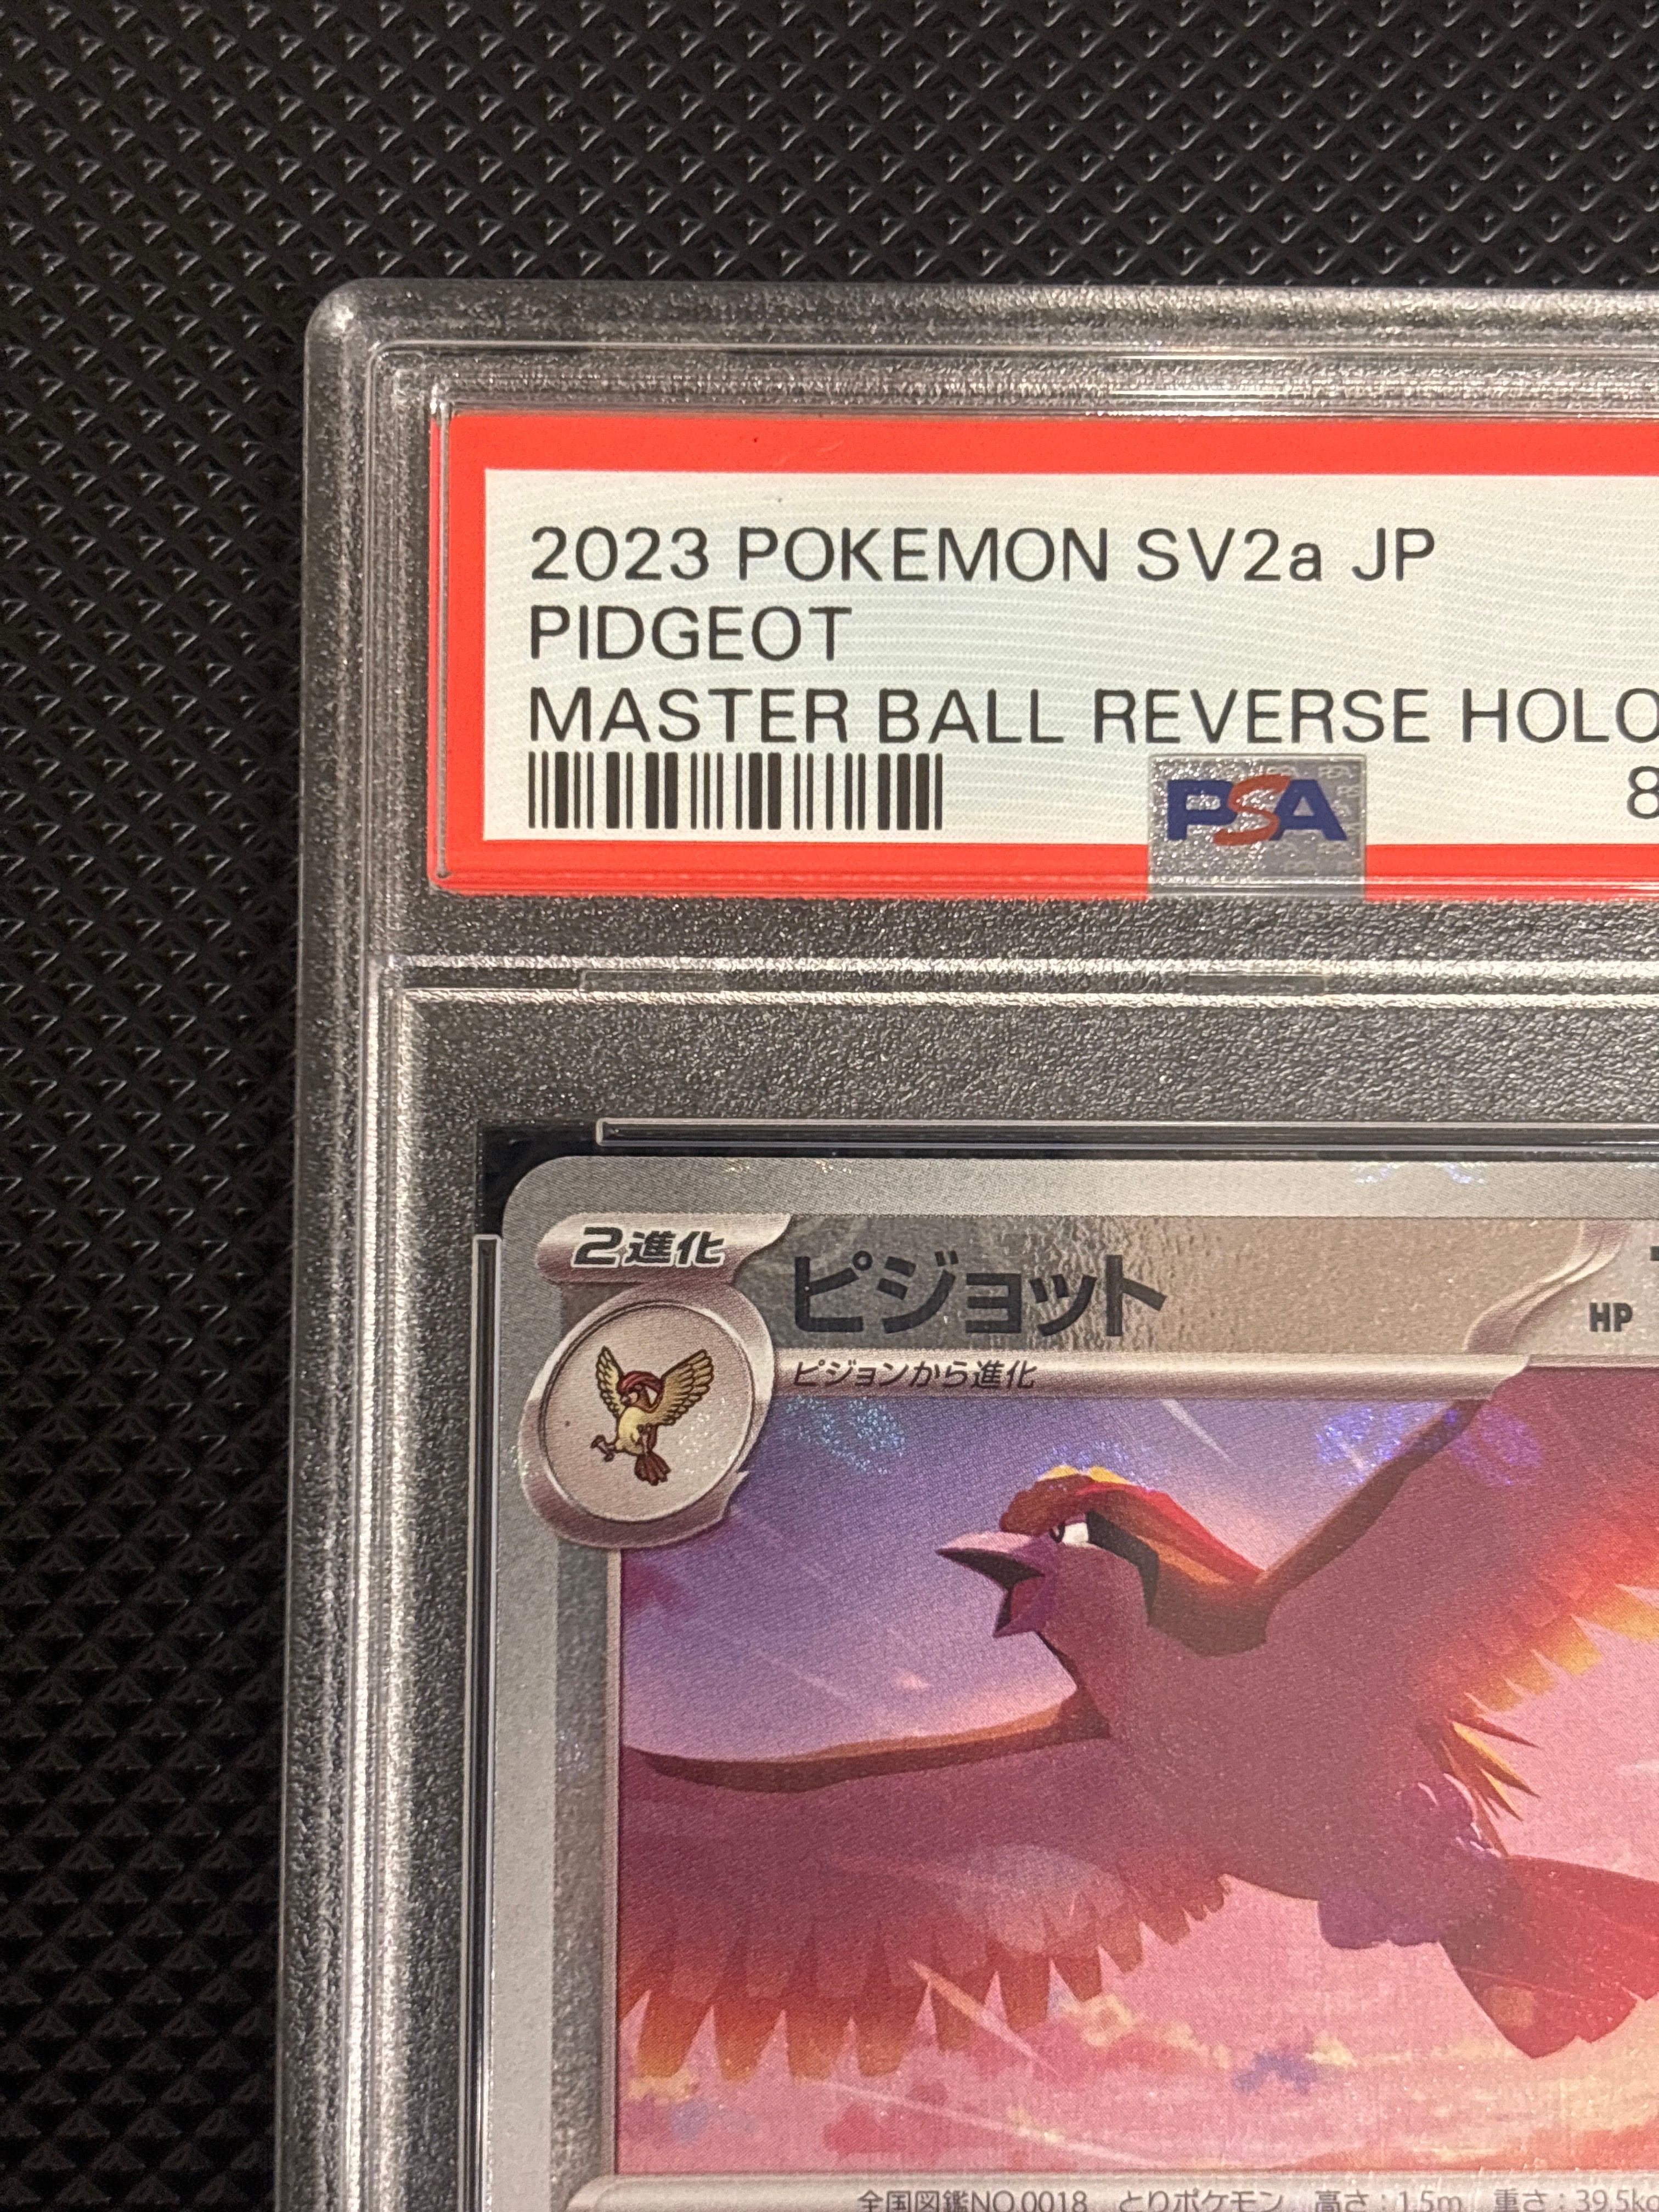 2023 POKEMON SV2a JP
PIDGEOT
MASTER BALL REVERSE HOLO
PSA
8
2進化
ピジョット
HP
ピジョンから進化
全国図鑑NO.0018 とりポケモン 高さ:1.5m 重さ:39.5kg